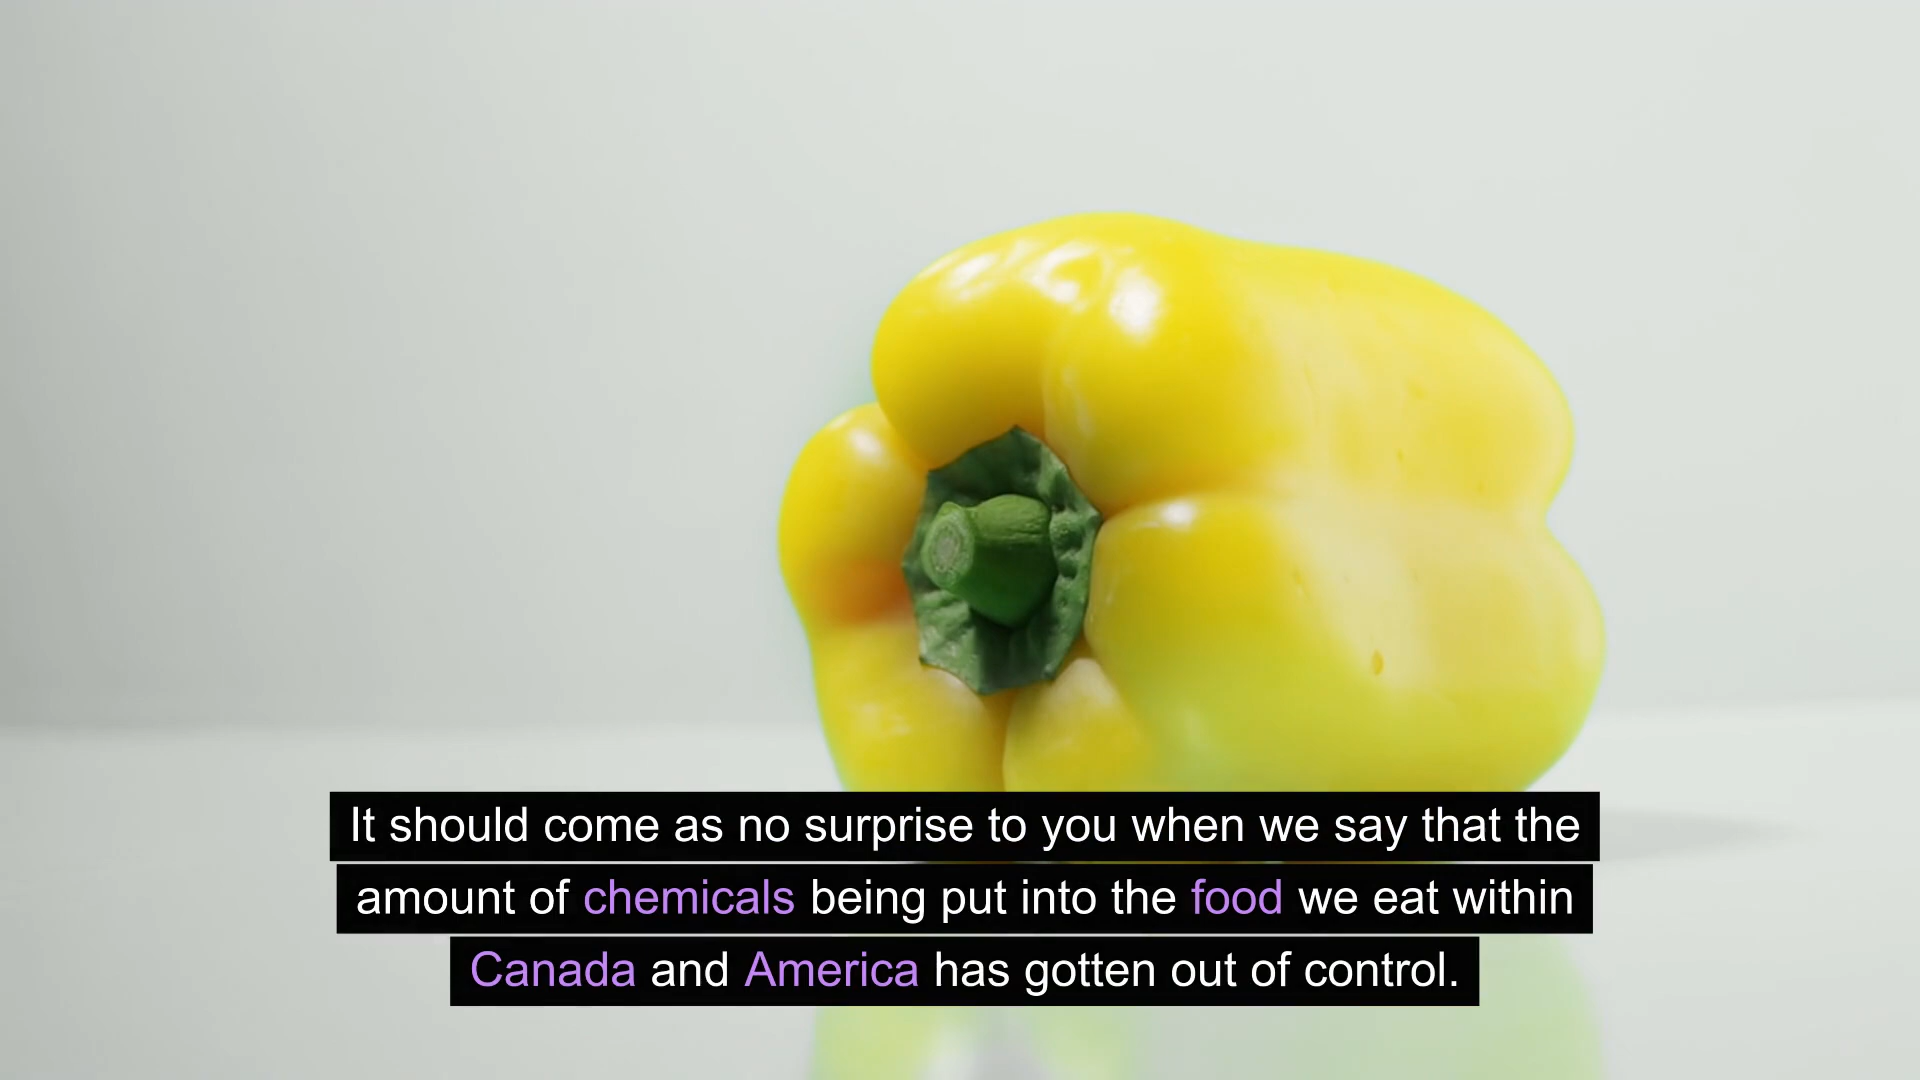 It should come as no surprise to you when we say that the
amount of chemicals being put into the food we eat within
Canada and America has gotten out of control.